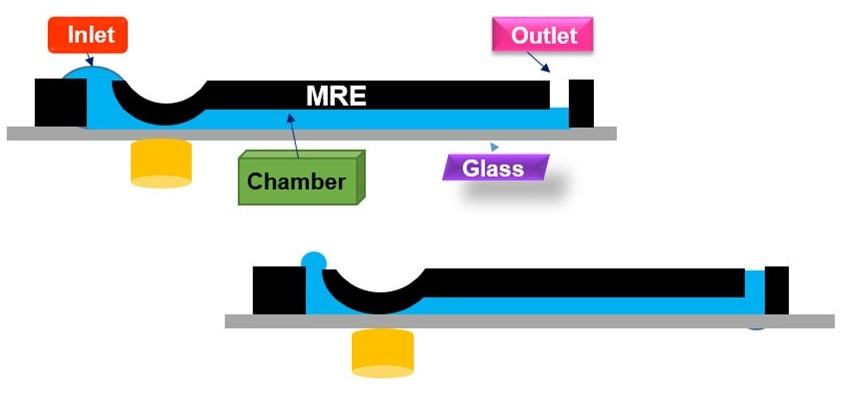 Inlet
Outlet
MRE
Chamber
Glass